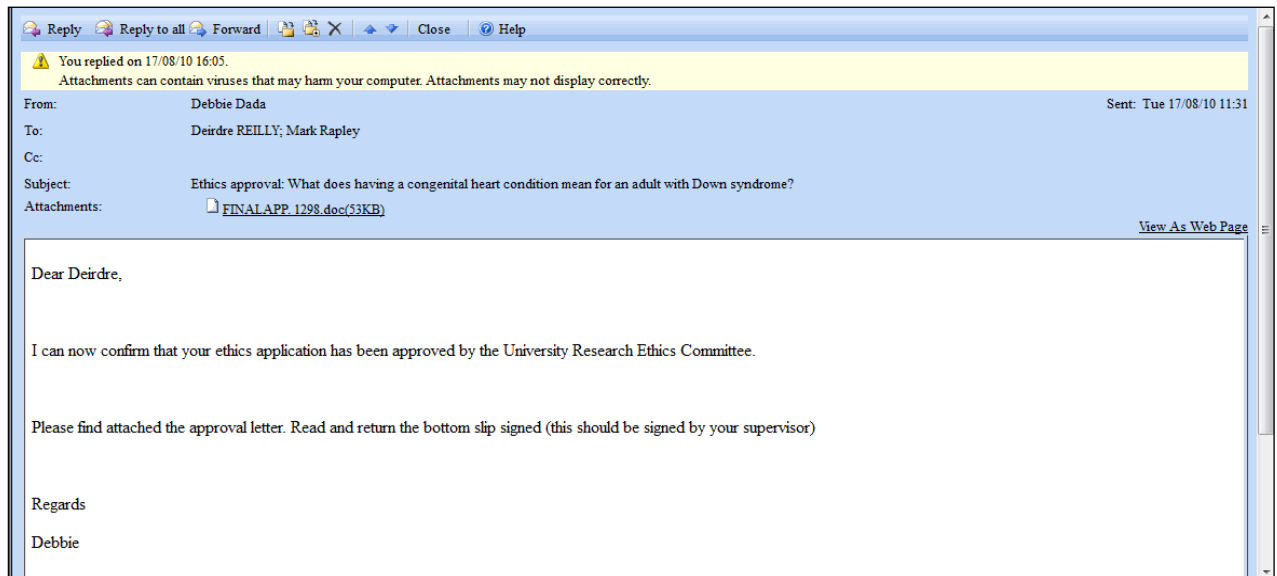 Reply Reply to all Forward Close Help
You replied on 17/08/10 16:05.
Attachments can contain viruses that may harm your computer. Attachments may not display correctly.
From: Debbie Dada Sent: Tue 17/08/10 11:31
To: Deirdre REILLY; Mark Rapley
Cc:
Subject: Ethics approval: What does having a congenital heart condition mean for an adult with Down syndrome?
Attachments: FINALAPP. 1298.doc(53KB)
View As Web Page
Dear Deirdre,
I can now confirm that your ethics application has been approved by the University Research Ethics Committee.
Please find attached the approval letter. Read and return the bottom slip signed (this should be signed by your supervisor)
Regards
Debbie